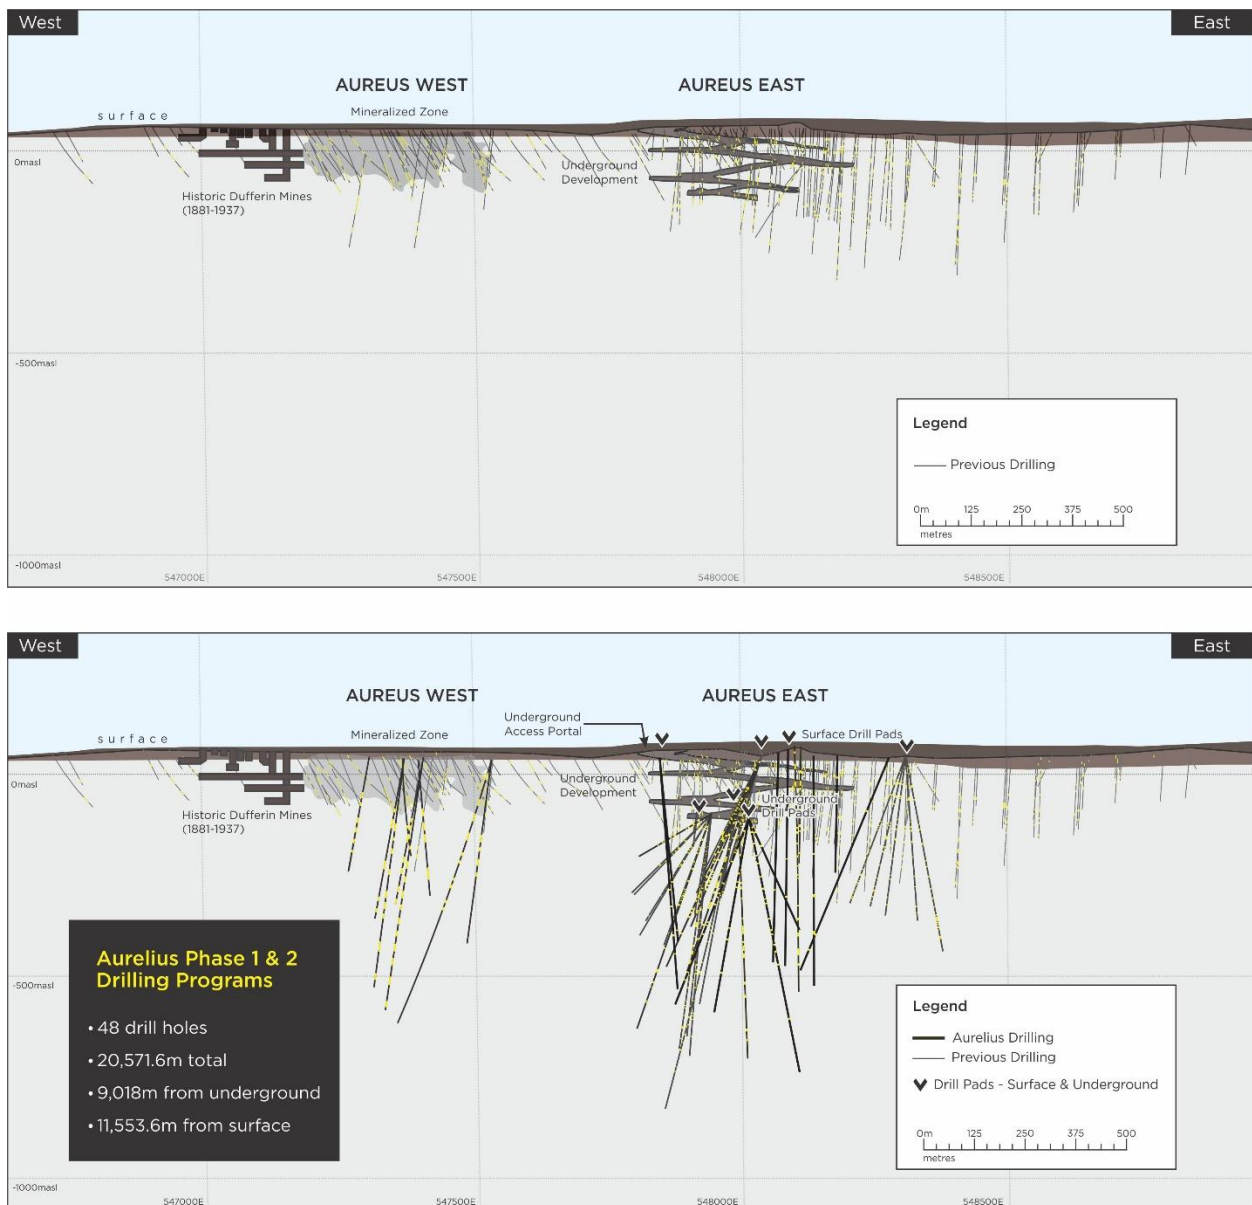 West
East
AUREUS WEST
AUREUS EAST
surface
Mineralized Zone
0masl
Underground
Development
Historic Dufferin Mines
(1881-1937)
-500masl
Legend
Previous Drilling
0m 125 250 375 500
metres
-1000masl
547000E 547500E 548000E 548500E
West
East
AUREUS WEST
AUREUS EAST
Underground
Access Portal
surface
Mineralized Zone
Surface Drill Pads
0masl
Underground
Development
Underground
Drill Pads
Historic Dufferin Mines
(1881-1937)
Aurelius Phase 1 & 2
Drilling Programs
• 48 drill holes
• 20,571.6m total
• 9,018m from underground
• 11,553.6m from surface
-500masl
Legend
Aurelius Drilling
Previous Drilling
Drill Pads - Surface & Underground
0m 125 250 375 500
metres
-1000masl
547000E 547500E 548000E 548500E